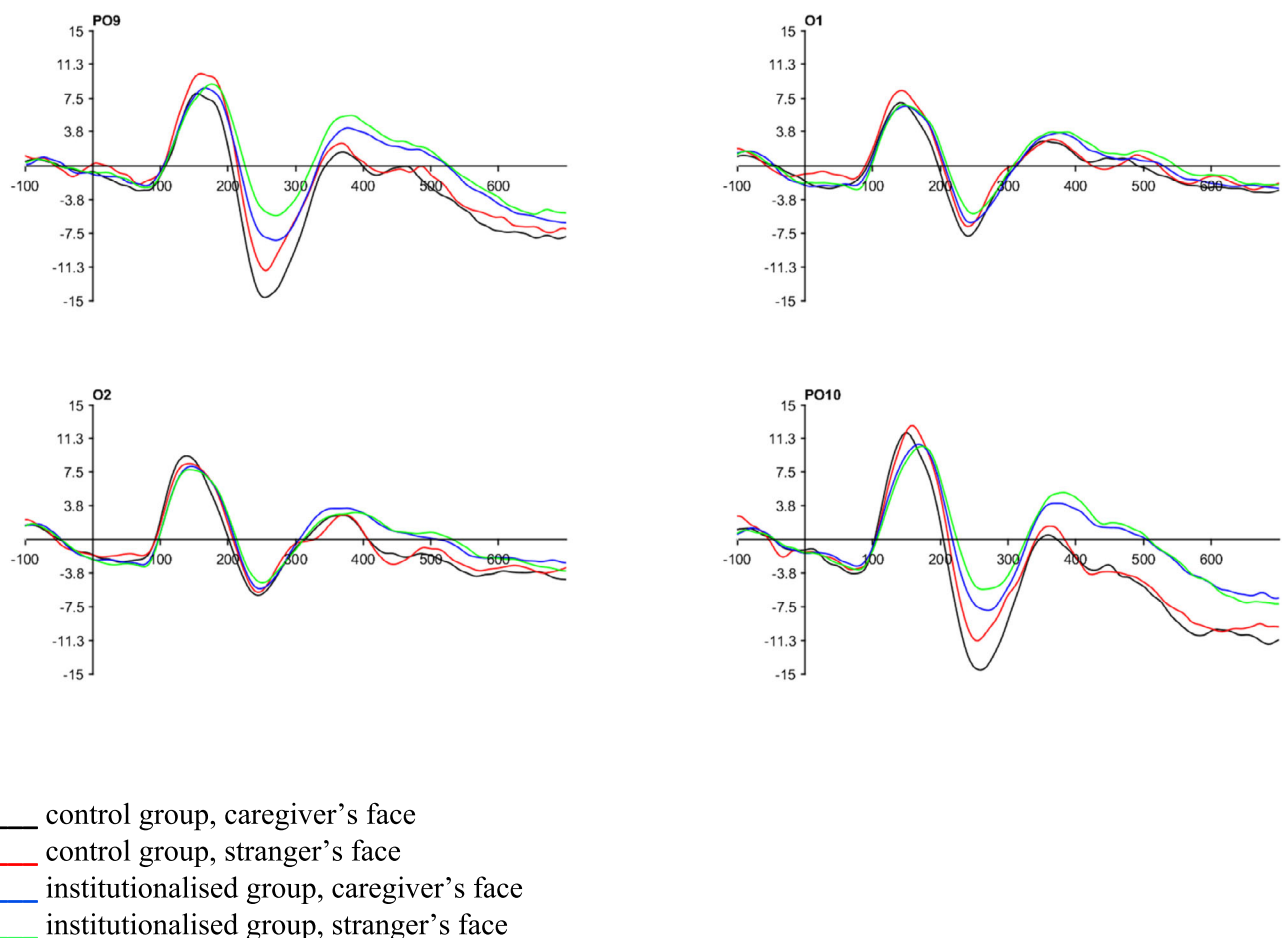 PO9
15
11.3
7.5
3.8
-100 100 200 300 400 500 600
-3.8
-7.5
-11.3
-15
O1
15
11.3
7.5
3.8
-100 100 200 300 400 500 600
-3.8
-7.5
-11.3
-15
O2
15
11.3
7.5
3.8
-100 100 200 300 400 500 600
-3.8
-7.5
-11.3
-15
PO10
15
11.3
7.5
3.8
-100 100 200 300 400 500 600
-3.8
-7.5
-11.3
-15
control group, caregiver’s face
control group, stranger’s face
institutionalised group, caregiver’s face
institutionalised group, stranger’s face